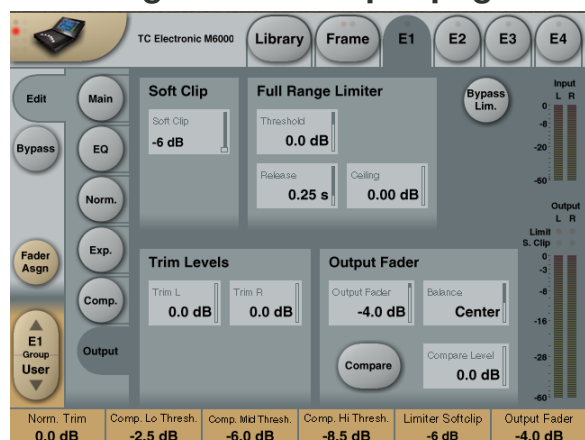 TC Electronic M6000
Library
Frame
E1
E2
E3
E4
Edit
Main
Bypass
EQ
Norm.
Exp.
Fader
Asgn
Comp.
E1
Group
User
Output
Soft Clip
Soft Clip
-6 dB
Full Range Limiter
Threshold
0.0 dB
Release
0.25 s
Ceiling
0.00 dB
Bypass
Lim.
Trim Levels
Trim L
0.0 dB
Trim R
0.0 dB
Output Fader
Output Fader
-4.0 dB
Balance
Center
Compare
Compare Level
0.0 dB
Input
L R
0
-8
-20
-60
Output
L R
Limit
S. Clip
0
-3
-8
-16
-28
-60
Norm. Trim
0.0 dB
Comp. Lo Thresh.
-2.5 dB
Comp. Mid Thresh.
-6.0 dB
Comp. Hi Thresh.
-8.5 dB
Limiter Softclip
-6 dB
Output Fader
-4.0 dB